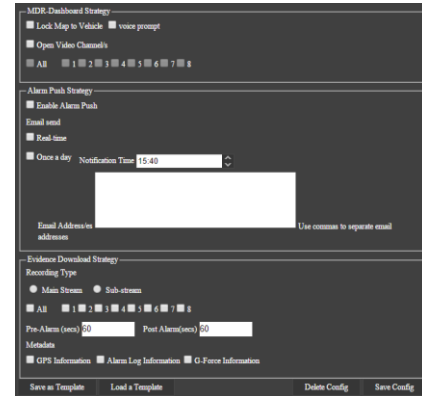 MDR-Dashboard Strategy
Lock Map to Vehicle voice prompt
Open Video Channel/s
All 1 2 3 4 5 6 7 8
Alarm Push Strategy
Enable Alarm Push
Email send
Real-time
Once a day Notification Time 15:40
Email Address/es Use commas to separate email
addresses
Evidence Download Strategy
Recording Type
Main Stream Sub-stream
All 1 2 3 4 5 6 7 8
Pre-Alarm (secs) 60 Post Alarm(secs) 60
Metadata
GPS Information Alarm Log Information G-Force Information
Save as Template Load a Template Delete Config Save Config